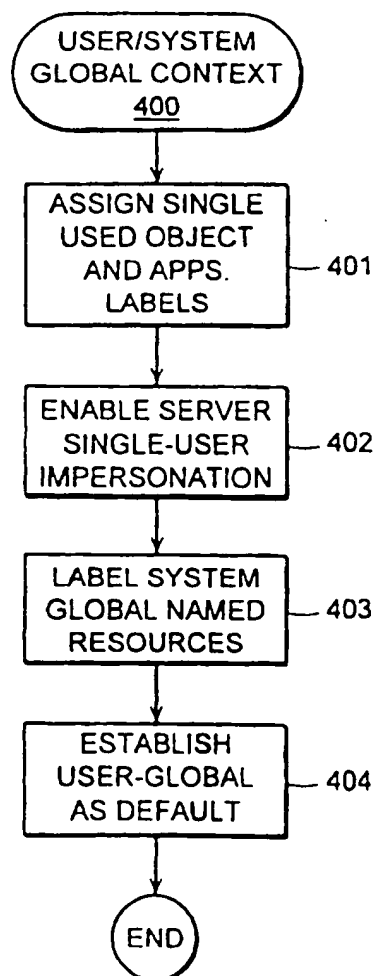 USER/SYSTEM
GLOBAL CONTEXT
400
ASSIGN SINGLE
USED OBJECT
AND APPS.
LABELS
401
ENABLE SERVER
SINGLE-USER
IMPERSONATION
402
LABEL SYSTEM
GLOBAL NAMED
RESOURCES
403
ESTABLISH
USER-GLOBAL
AS DEFAULT
404
END